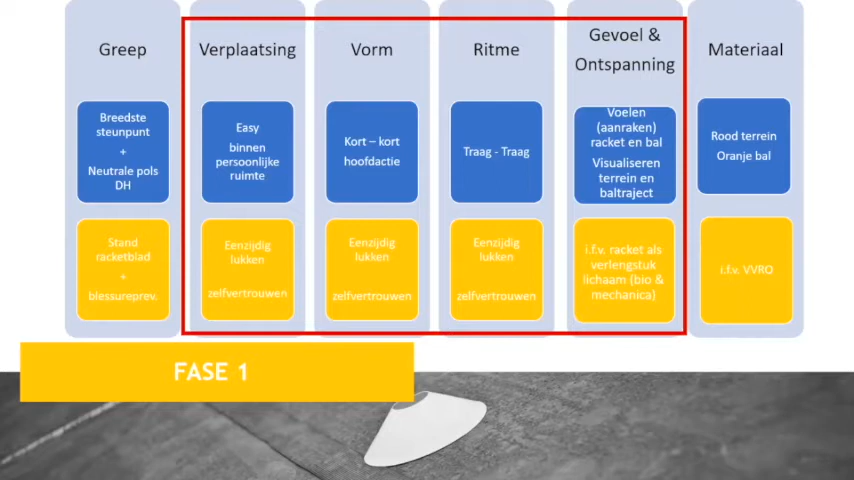 Greep
Breedste
steunpunt
+
Neutrale pols
DH
Stand
racketblad
+
blessureprev.
Verplaatsing
Easy
binnen
persoonlijke
ruimte
Eenzijdig
lukken
zelfvertrouwen
Vorm
Kort – kort
hoofdactie
Eenzijdig
lukken
zelfvertrouwen
Ritme
Traag - Traag
Eenzijdig
lukken
zelfvertrouwen
Gevoel &
Ontspanning
Voelen
(aanraken)
racket en bal
Visualiseren
terrein en
baltraject
i.f.v. racket als
verlengstuk
lichaam (bio &
mechanica)
Materiaal
Rood terrein
Oranje bal
i.f.v. VVRQ
FASE 1